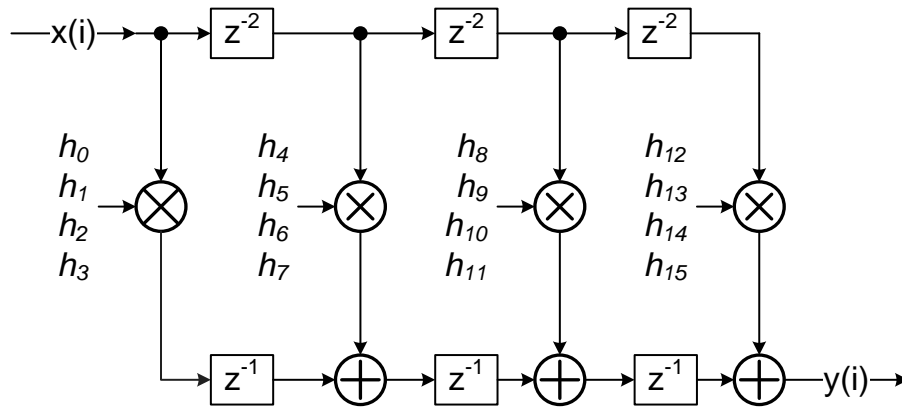 x(i) z⁻² z⁻² z⁻²
h₀ h₄ h₈ h₁₂
h₁ h₅ h₉ h₁₃
h₂ h₆ h₁₀ h₁₄
h₃ h₇ h₁₁ h₁₅
z⁻¹ z⁻¹ z⁻¹ y(i)